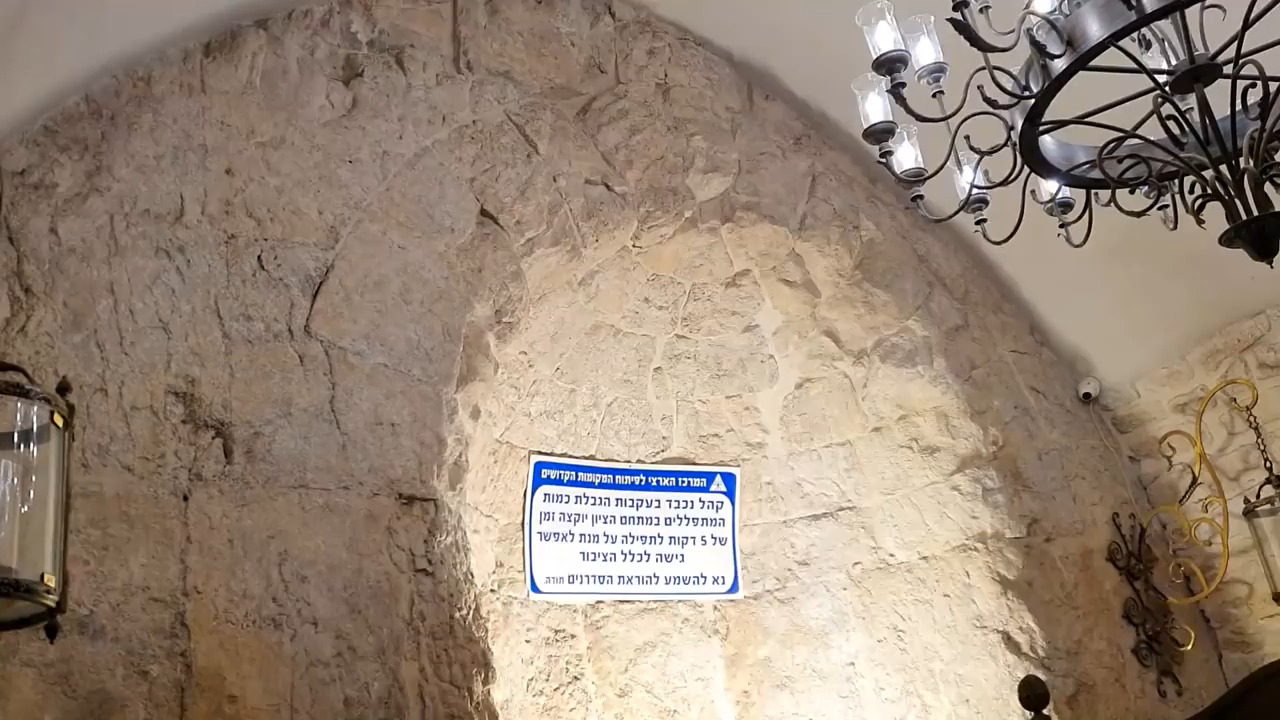 המרכז הארצי לפיתוח המקומות הקדושים
קהל נכבד בעקבות הגבלת כמות
המתפללים במתחם הציון יוקצה זמן
של 5 דקות לתפילה על מנת לאפשר
גישה לכלל הציבור
נא להשמע להוראת הסדרנים תודה.